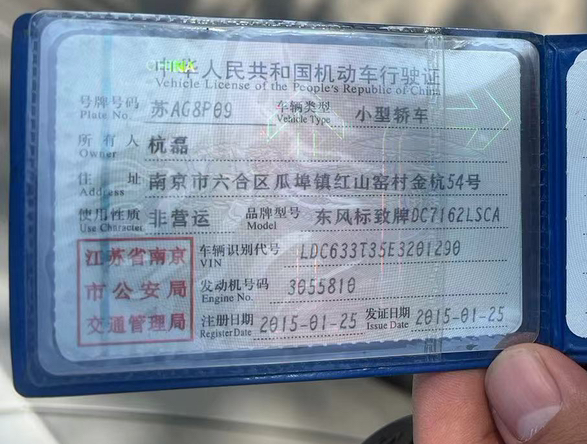 中华人民共和国机动车行驶证
Vehicle License of the People's Republic of China
号牌号码 苏AG8P09 车辆类型 小型轿车
Plate No. Vehicle Type
所有人 杭磊
Owner
住址 南京市六合区瓜埠镇红山窑村金杭54号
Address
使用性质 非营运 品牌型号 东风标致牌DC7162LSCA
Use Character Model
江苏省南京
市公安局
交通管理局
车辆识别代号 LDC633T35E3201290
VIN
发动机号码 3055810
Engine No.
注册日期 2015-01-25 发证日期 2015-01-25
Register Date Issue Date